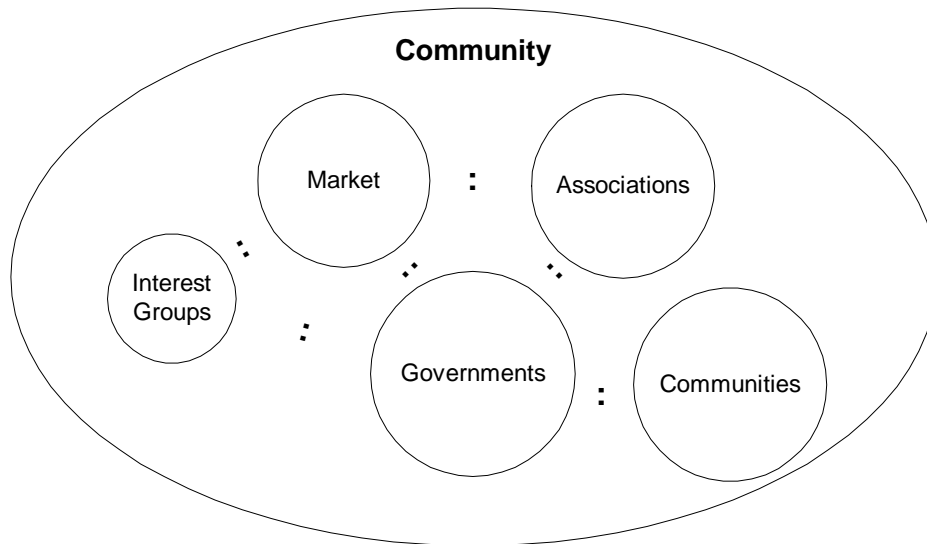 Community
Market
:
Associations
:
:
:
Interest
Groups
:
Governments
:
Communities